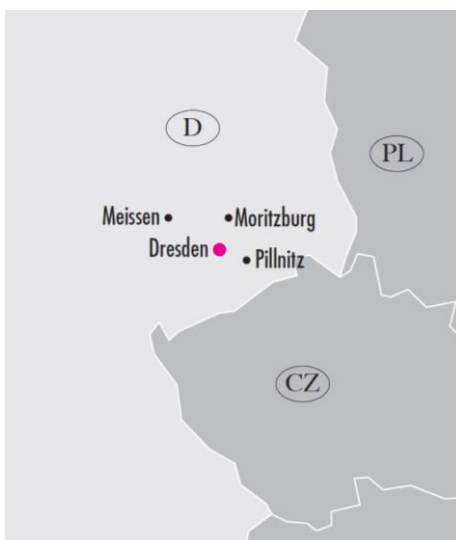 D
PL
Meissen
Moritzburg
Dresden
Pillnitz
CZ